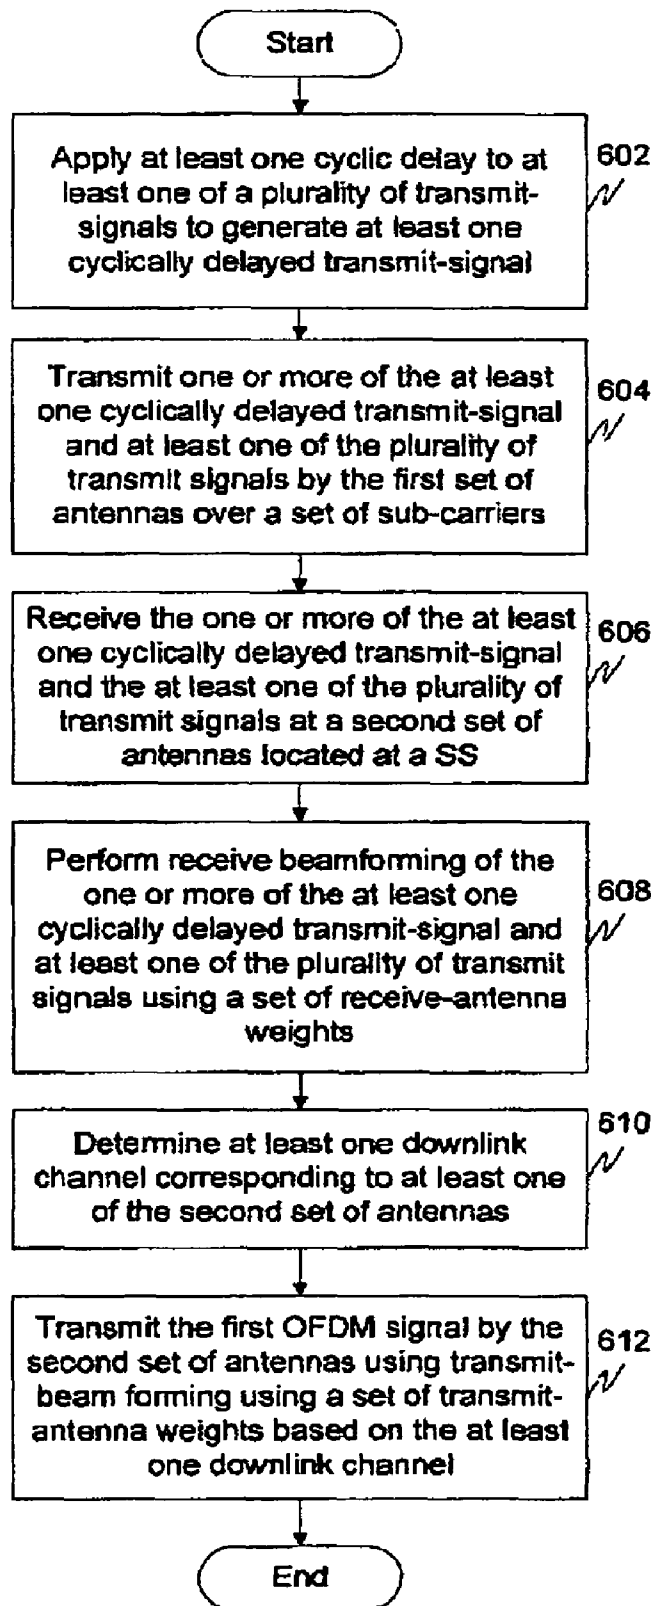 Start
Apply at least one cyclic delay to at
least one of a plurality of transmit-
signals to generate at least one
cyclically delayed transmit-signal
602
Transmit one or more of the at least
one cyclically delayed transmit-signal
and at least one of the plurality of
transmit signals by the first set of
antennas over a set of sub-carriers
604
Receive the one or more of the at least
one cyclically delayed transmit-signal
and the at least one of the plurality of
transmit signals at a second set of
antennas located at a SS
606
Perform receive beamforming of the
one or more of the at least one
cyclically delayed transmit-signal and
at least one of the plurality of transmit
signals using a set of receive-antenna
weights
608
Determine at least one downlink
channel corresponding to at least one
of the second set of antennas
610
Transmit the first OFDM signal by the
second set of antennas using transmit-
beam forming using a set of transmit-
antenna weights based on the at least
one downlink channel
612
End